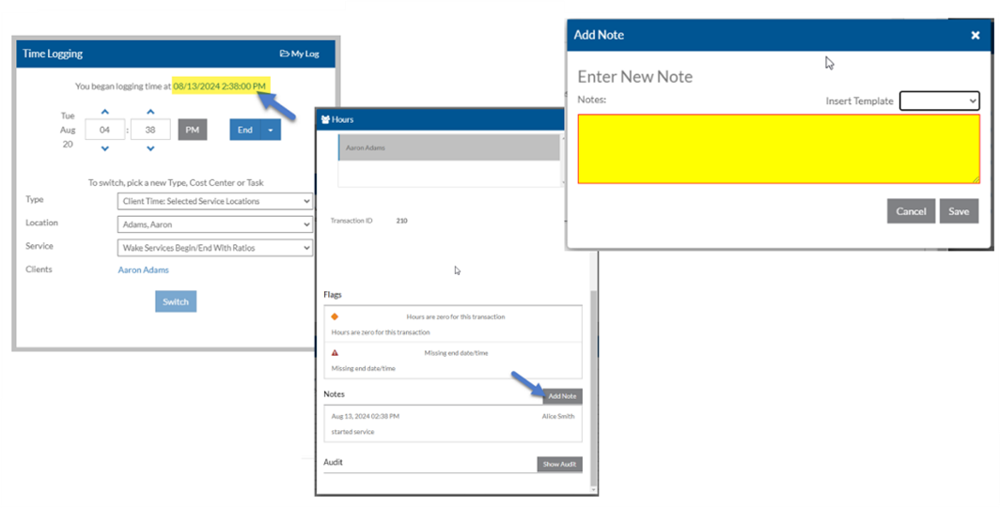 Time Logging
My Log
You began logging time at 08/13/2024 2:38:00 PM
Tue
Aug
20
04 : 38 PM
End
To switch, pick a new Type, Cost Center or Task
Type
Client Time: Selected Service Locations
Location
Adams, Aaron
Service
Wake Services Begin/End With Ratios
Clients
Aaron Adams
Switch
Hours
Aaron Adams
Transaction ID 210
Flags
Hours are zero for this transaction
Hours are zero for this transaction
Missing end date/time
Missing end date/time
Notes
Add Note
Aug 13, 2024 02:38 PM Alice Smith
started service
Audit
Show Audit
Add Note
×
Enter New Note
Notes:
Insert Template
Cancel
Save